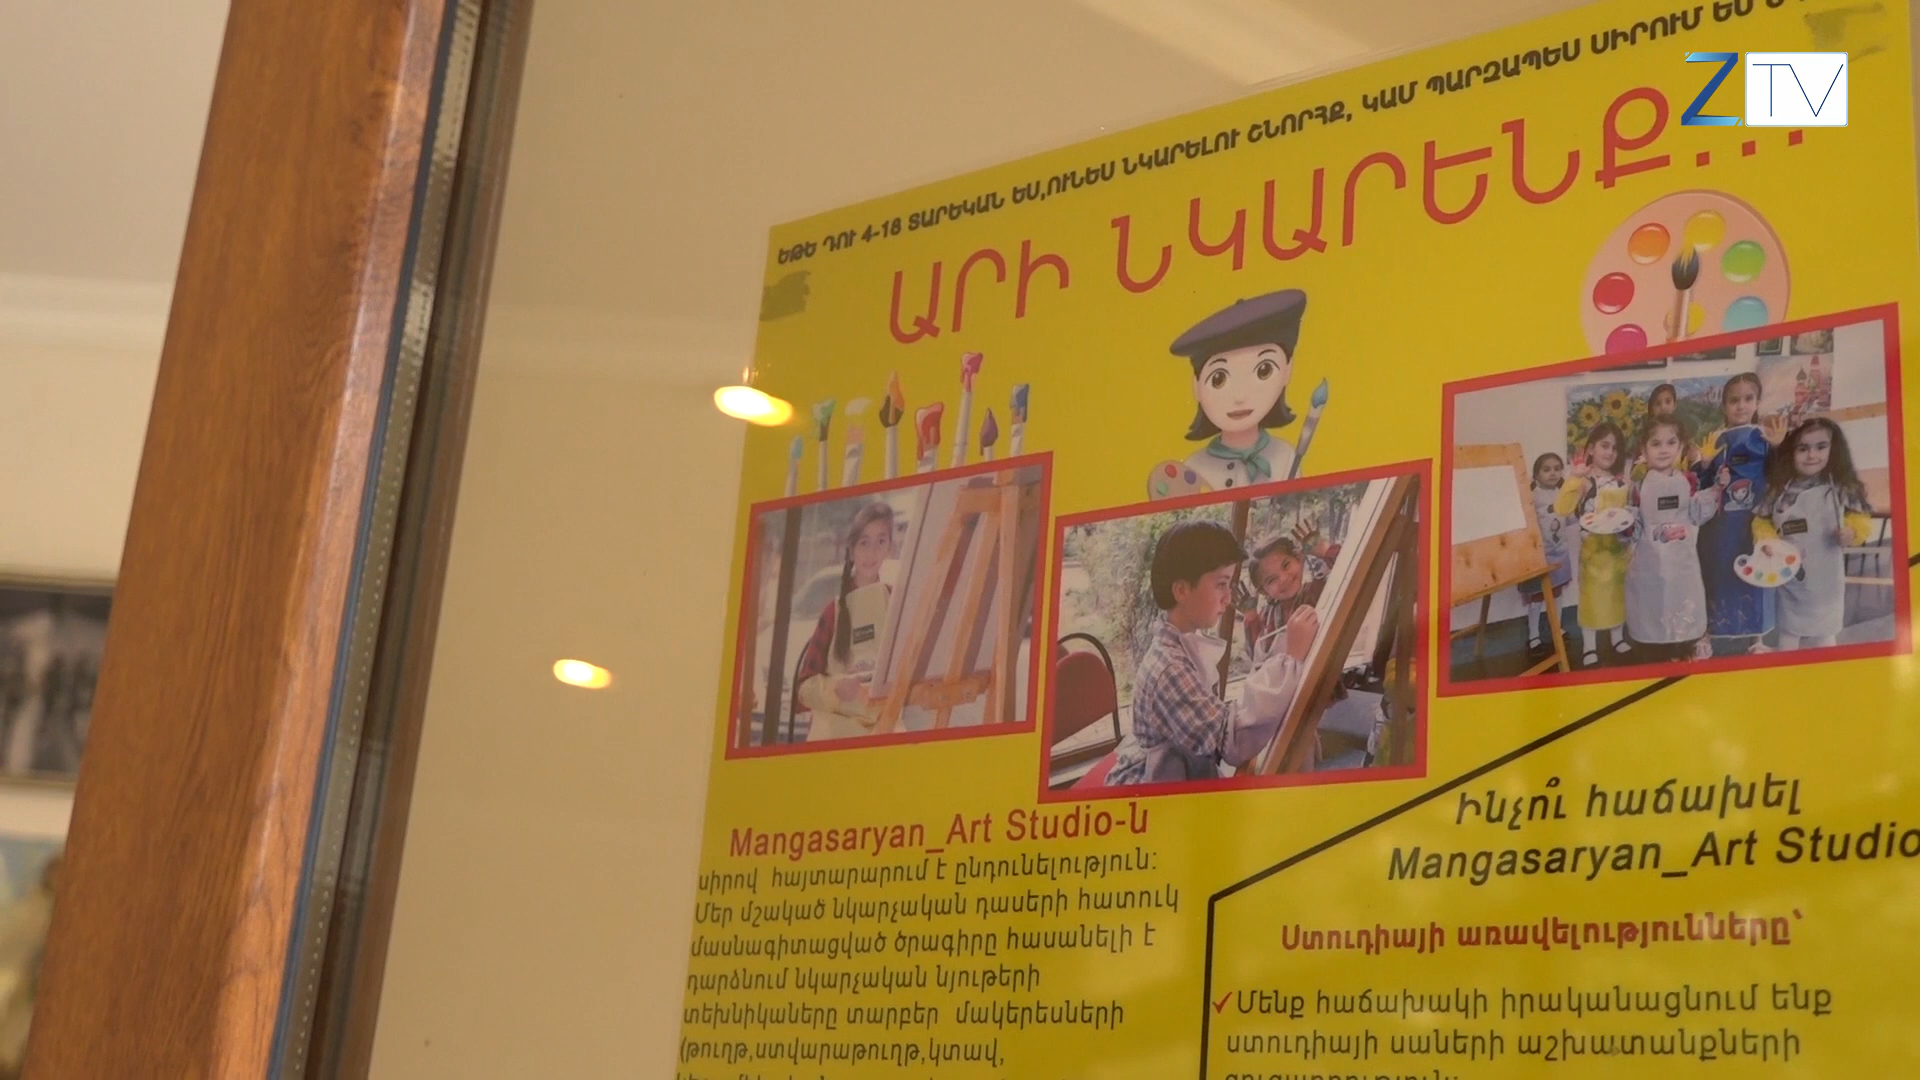 ZTV
ԵԹԵ ԴՈՒ 4-18 ՏԱՐԵԿԱՆ ԵՍ,ՈՒՆԵՍ ՆԿԱՐԵԼՈՒ ՇՆՈՐՀՔ, ԿԱՄ ՊԱՐԶԱՊԵՍ ՍԻՐՈՒՄ ԵՍ
ԱՐԻ ՆԿԱՐԵՆՔ...
Mangasaryan_Art Studio-ն
սիրով հայտարարում է ընդունելություն:
Մեր մշակած նկարչական դասերի հատուկ
մասնագիտացված ծրագիրը հասանելի է
դարձնում նկարչական նյութերի
տեխնիկաները տարբեր մակերեսների
(թուղթ,ստվարաթուղթ,կտավ,
Ինչո՞ւ հաճախել
Mangasaryan_Art Studio
Ստուդիայի առավելությունները՝
✓Մենք հաճախակի իրականացնում ենք
ստուդիայի սաների աշխատանքների